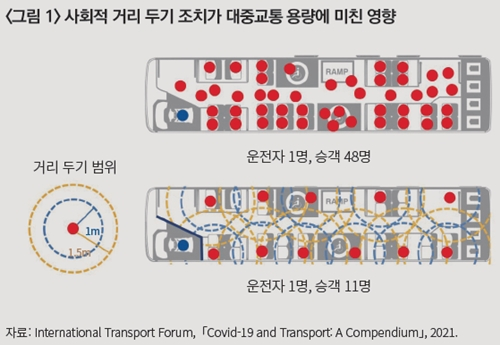 <그림 1> 사회적 거리 두기 조치가 대중교통 용량에 미친 영향
RAMP
운전자 1명, 승객 48명
거리 두기 범위
1m
1.5m
RAMP
운전자 1명, 승객 11명
자료: International Transport Forum, 「Covid-19 and Transport: A Compendium」, 2021.